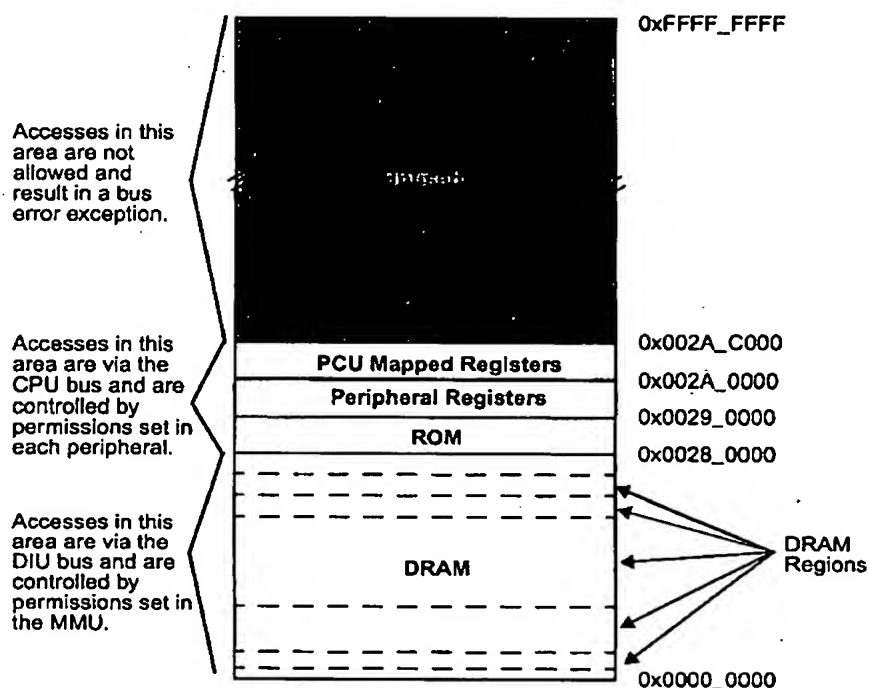 0xFFFF_FFFF
Accesses in this
area are not
allowed and
result in a bus
error exception.
0x002A_C000
Accesses in this
area are via the
CPU bus and are
controlled by
permissions set in
each peripheral.
PCU Mapped Registers
0x002A_0000
Peripheral Registers
0x0029_0000
ROM
0x0028_0000
Accesses in this
area are via the
DIU bus and are
controlled by
permissions set in
the MMU.
DRAM
DRAM
Regions
0x0000_0000